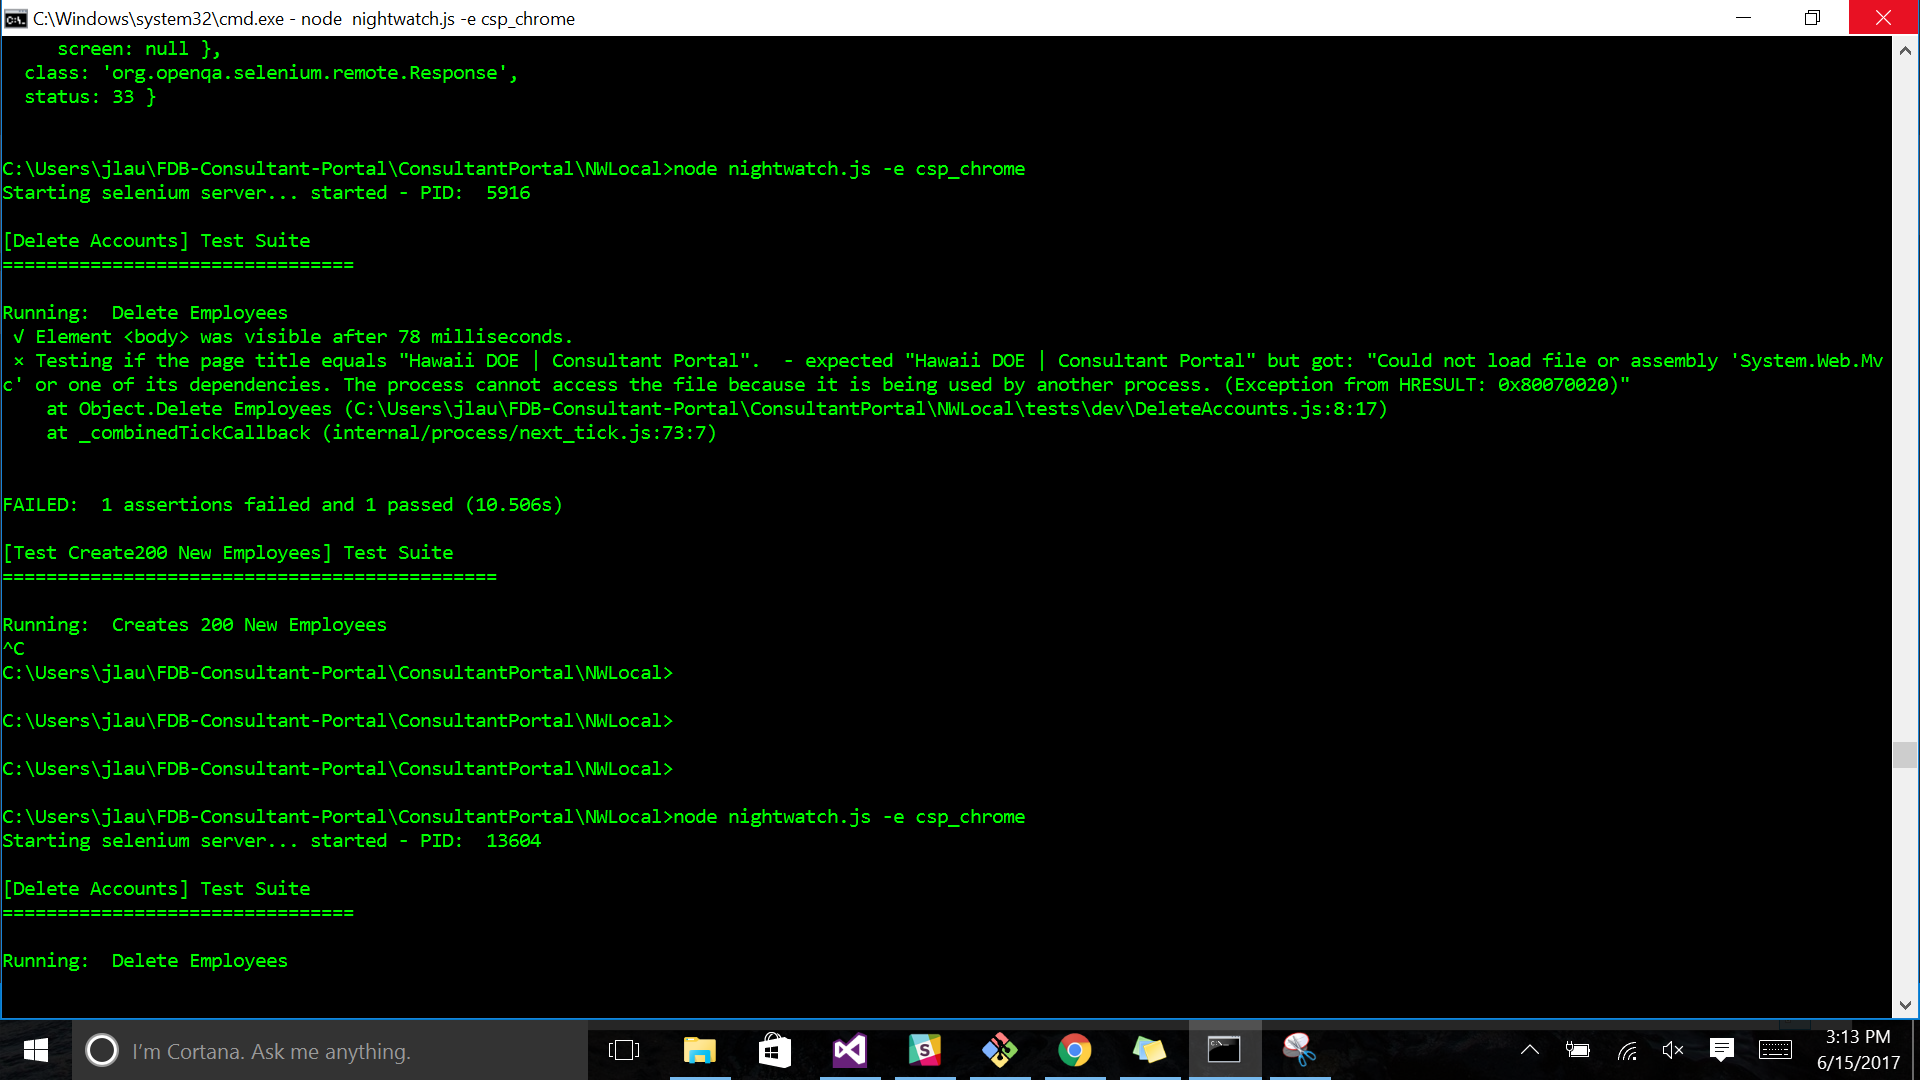 C:\Windows\system32\cmd.exe - node  nightwatch.js -e csp_chrome
     screen: null },
  class: 'org.openqa.selenium.remote.Response',
  status: 33 }
C:\Users\jlau\FDB-Consultant-Portal\ConsultantPortal\NWLocal>node nightwatch.js -e csp_chrome
Starting selenium server... started - PID:  5916
[Delete Accounts] Test Suite
================================
Running:  Delete Employees
 √ Element <body> was visible after 78 milliseconds.
 × Testing if the page title equals "Hawaii DOE | Consultant Portal".  - expected "Hawaii DOE | Consultant Portal" but got: "Could not load file or assembly 'System.Web.Mv
c' or one of its dependencies. The process cannot access the file because it is being used by another process. (Exception from HRESULT: 0x80070020)"
    at Object.Delete Employees (C:\Users\jlau\FDB-Consultant-Portal\ConsultantPortal\NWLocal\tests\dev\DeleteAccounts.js:8:17)
    at _combinedTickCallback (internal/process/next_tick.js:73:7)
FAILED:  1 assertions failed and 1 passed (10.506s)
[Test Create200 New Employees] Test Suite
=============================================
Running:  Creates 200 New Employees
^C
C:\Users\jlau\FDB-Consultant-Portal\ConsultantPortal\NWLocal>
C:\Users\jlau\FDB-Consultant-Portal\ConsultantPortal\NWLocal>
C:\Users\jlau\FDB-Consultant-Portal\ConsultantPortal\NWLocal>
C:\Users\jlau\FDB-Consultant-Portal\ConsultantPortal\NWLocal>node nightwatch.js -e csp_chrome
Starting selenium server... started - PID:  13604
[Delete Accounts] Test Suite
================================
Running:  Delete Employees
I'm Cortana. Ask me anything.
3:13 PM
6/15/2017